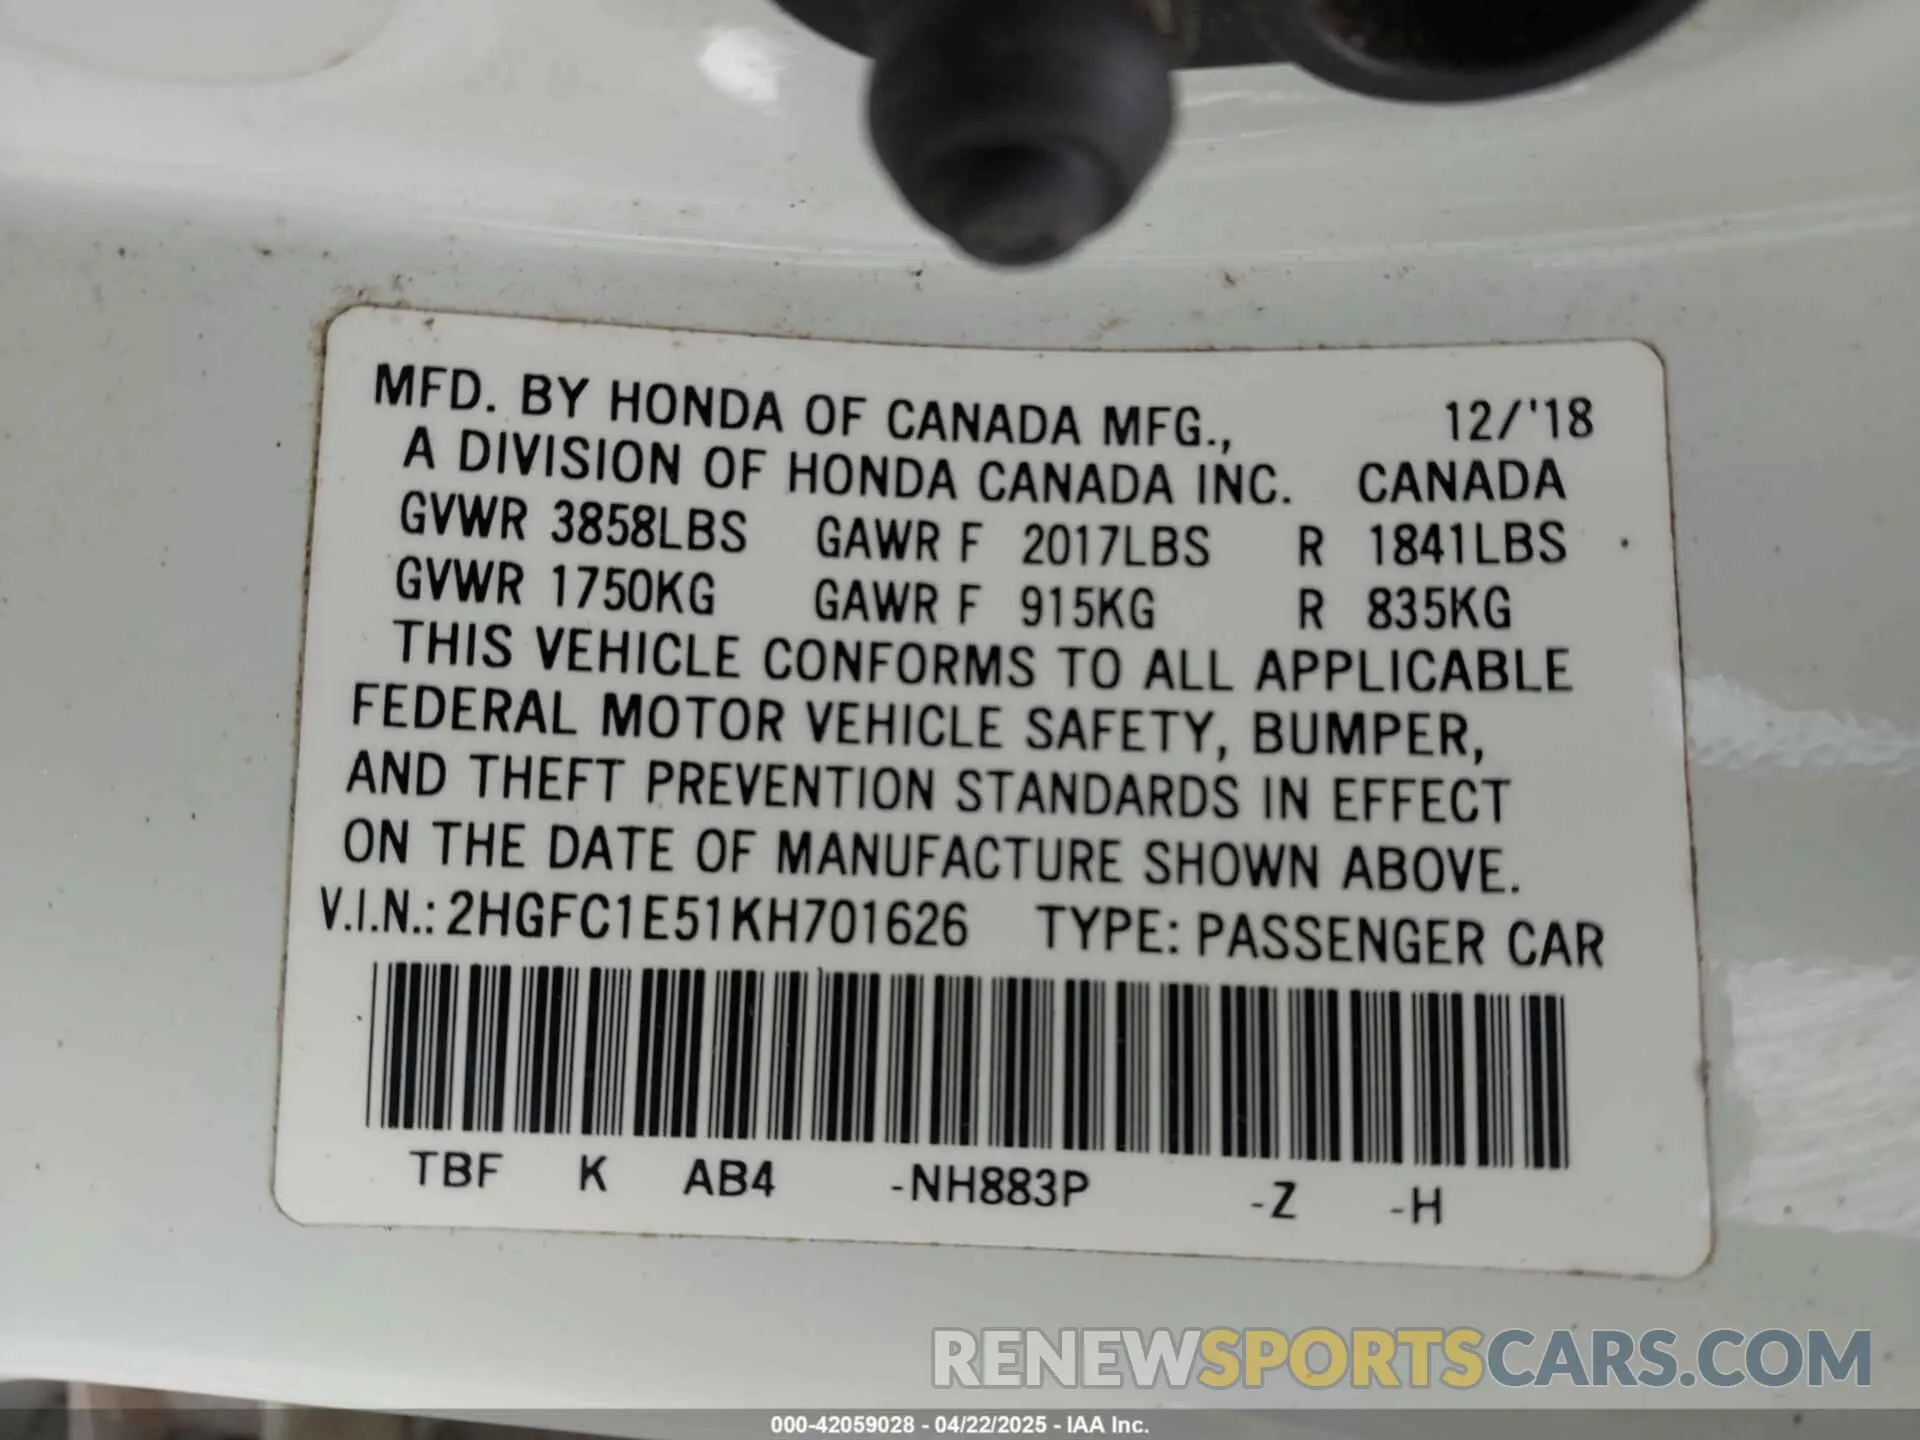 MFD. BY HONDA OF CANADA MFG., 12/'18
A DIVISION OF HONDA CANADA INC. CANADA
GVWR 3858LBS GAWR F 2017LBS R 1841LBS
GVWR 1750KG GAWR F 915KG R 835KG
THIS VEHICLE CONFORMS TO ALL APPLICABLE
FEDERAL MOTOR VEHICLE SAFETY, BUMPER,
AND THEFT PREVENTION STANDARDS IN EFFECT
ON THE DATE OF MANUFACTURE SHOWN ABOVE.
V.I.N.: 2HGFC1E51KH701626 TYPE: PASSENGER CAR
TBF K AB4 -NH883P -Z -H
RENEWSPORTSCARS.COM
000-42059028 - 04/22/2025 - IAA Inc.